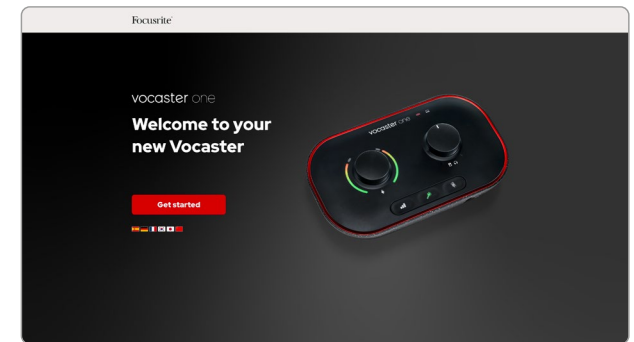 Focusrite
vocaster one
Welcome to your
new Vocaster
Get started
vocaster one